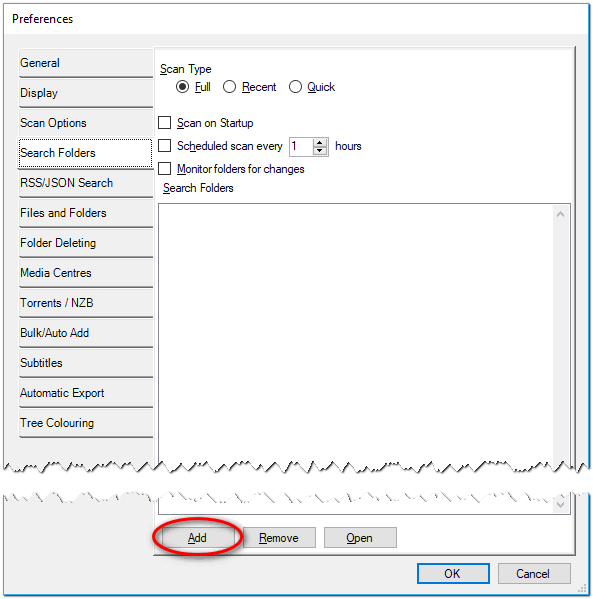 Preferences
General
Display
Scan Options
Search Folders
RSS/JSON Search
Files and Folders
Folder Deleting
Media Centres
Torrents / NZB
Bulk/Auto Add
Subtitles
Automatic Export
Tree Colouring
Scan Type
Full Recent Quick
Scan on Startup
Scheduled scan every 1 hours
Monitor folders for changes
Search Folders
Add Remove Open
OK Cancel